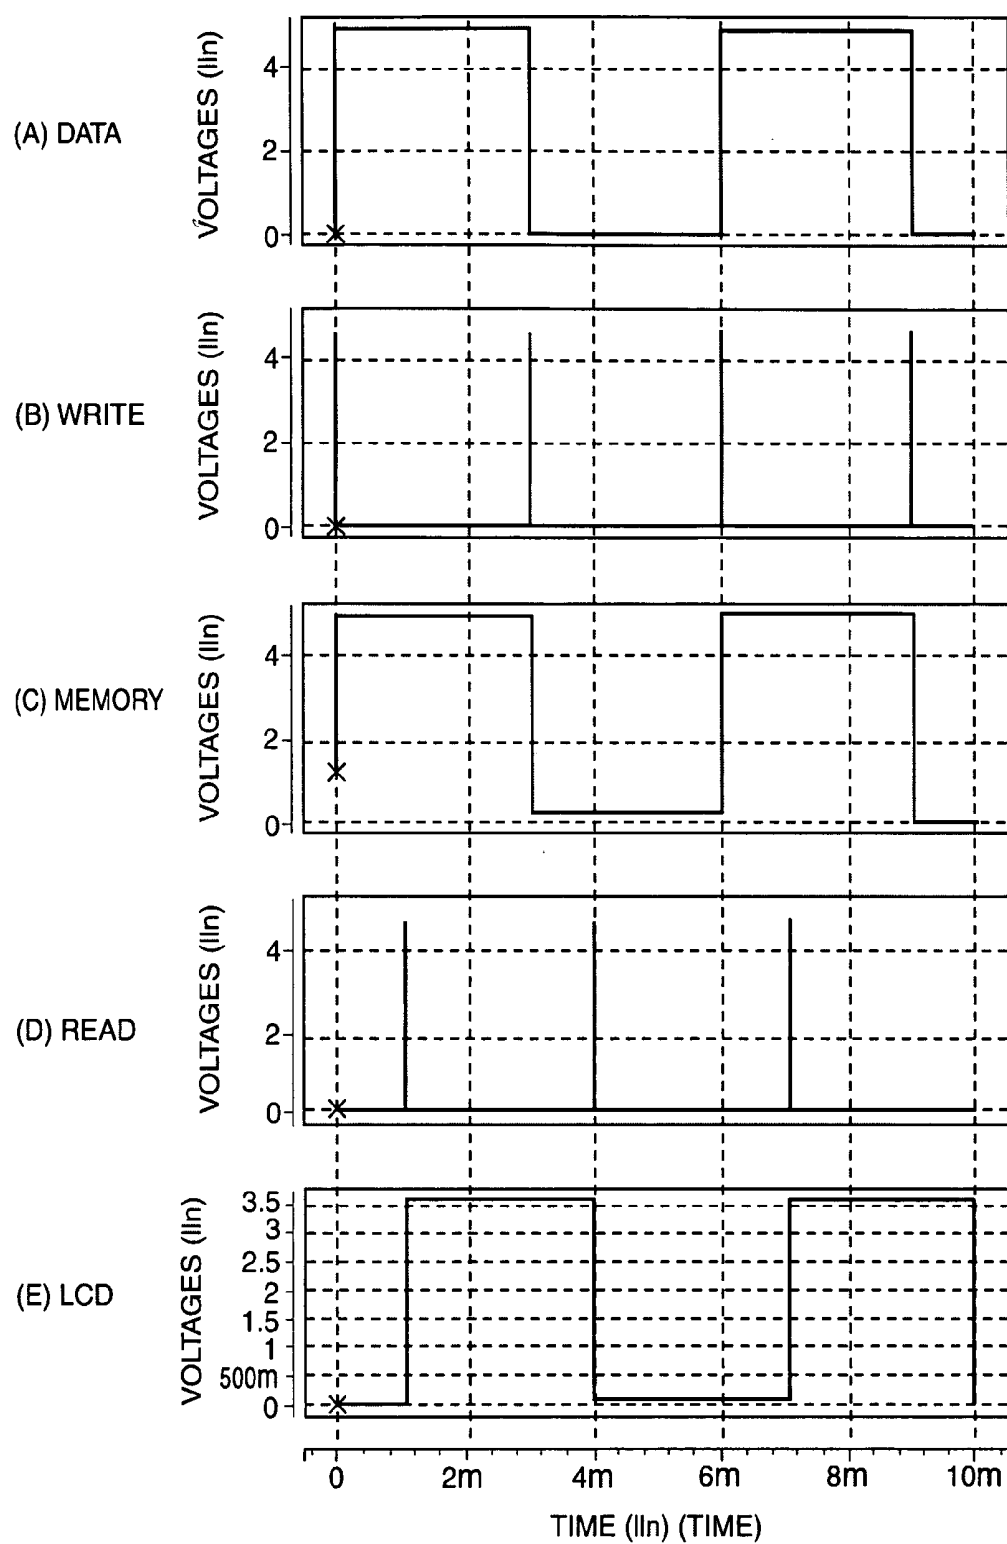 (A) DATA
VOLTAGES (lIn)
4
2
0
(B) WRITE
VOLTAGES (lIn)
4
2
0
(C) MEMORY
VOLTAGES (lIn)
4
2
0
(D) READ
VOLTAGES (lIn)
4
2
0
(E) LCD
VOLTAGES (lIn)
3.5
3
2.5
2
1.5
1
500m
0
0 2m 4m 6m 8m 10m
TIME (lIn) (TIME)